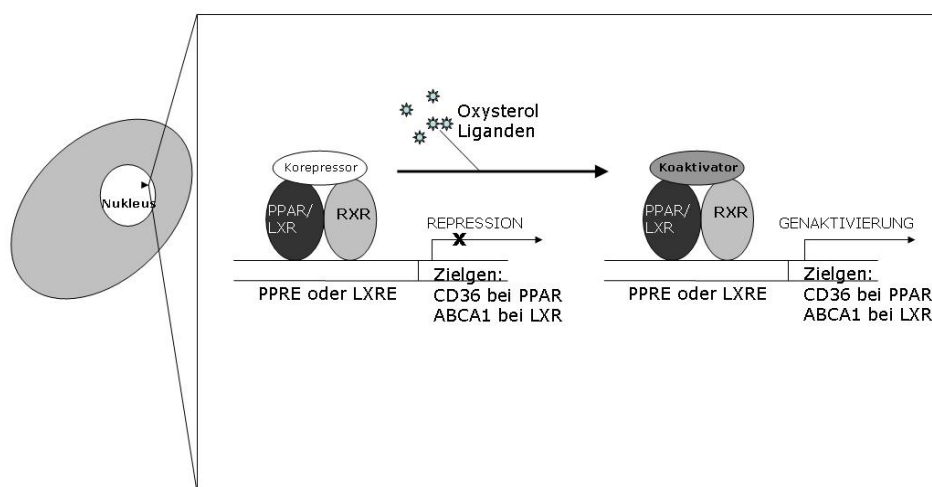 Nukleus
Oxysterol
Liganden
Korepressor
PPAR/
LXR
RXR
REPRESSION
X
PPRE oder LXRE
Zielgen:
CD36 bei PPAR
ABCA1 bei LXR
Koaktivator
PPAR/
LXR
RXR
GENAKTIVIERUNG
PPRE oder LXRE
Zielgen:
CD36 bei PPAR
ABCA1 bei LXR